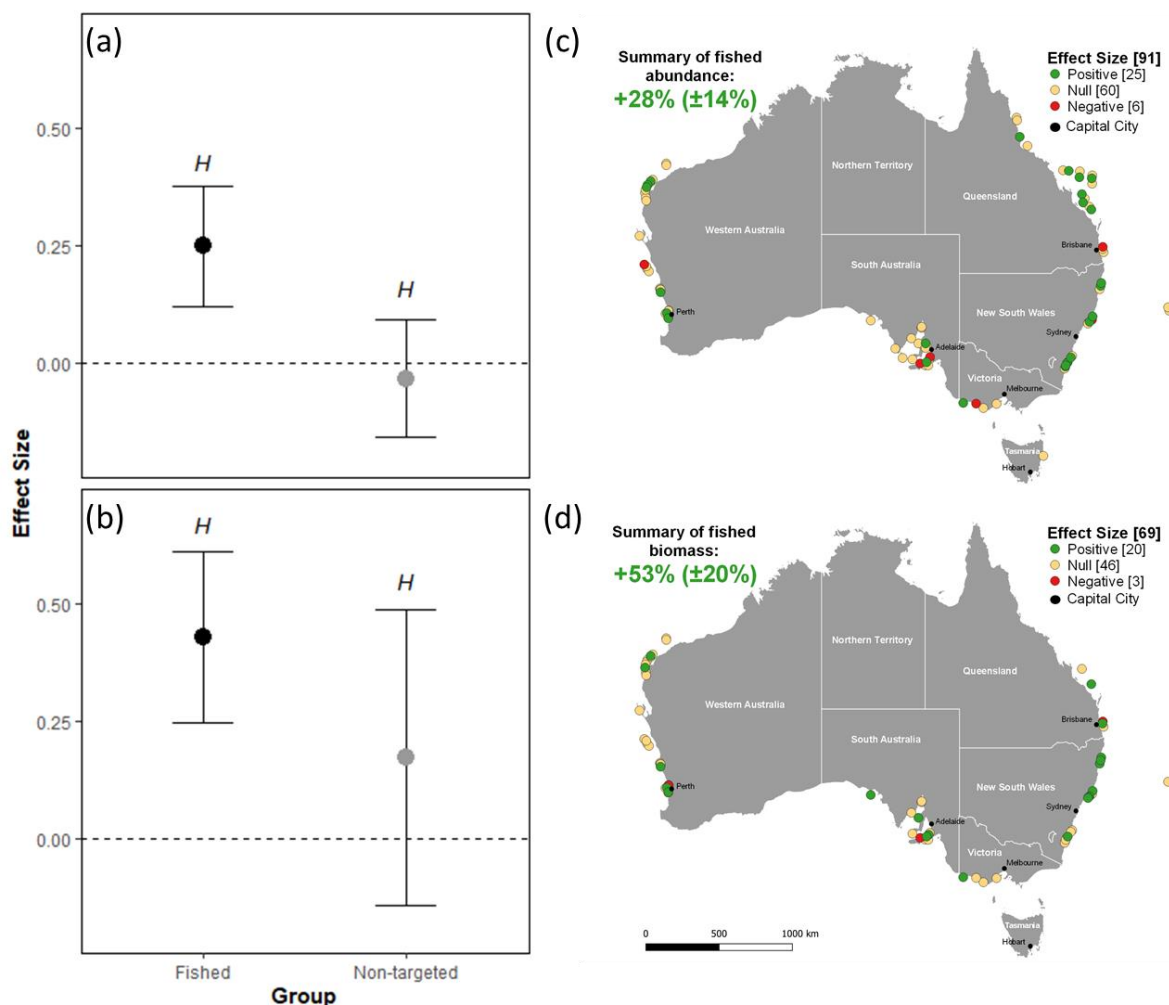 (a)
0.50
0.25
0.00
H
H
(b)
0.50
0.25
0.00
H
H
Effect Size
Fished
Non-targeted
Group
(c)
Summary of fished
abundance:
+28% (±14%)
Effect Size [91]
Positive [25]
Null [60]
Negative [6]
Capital City
Northern Territory
Queensland
Western Australia
South Australia
Brisbane
New South Wales
Perth
Sydney
Adelaide
Victoria
Melbourne
Tasmania
Hobart
(d)
Summary of fished
biomass:
+53% (±20%)
Effect Size [69]
Positive [20]
Null [46]
Negative [3]
Capital City
Northern Territory
Queensland
Western Australia
South Australia
Brisbane
New South Wales
Perth
Sydney
Adelaide
Victoria
Melbourne
Tasmania
Hobart
0 500 1000 km